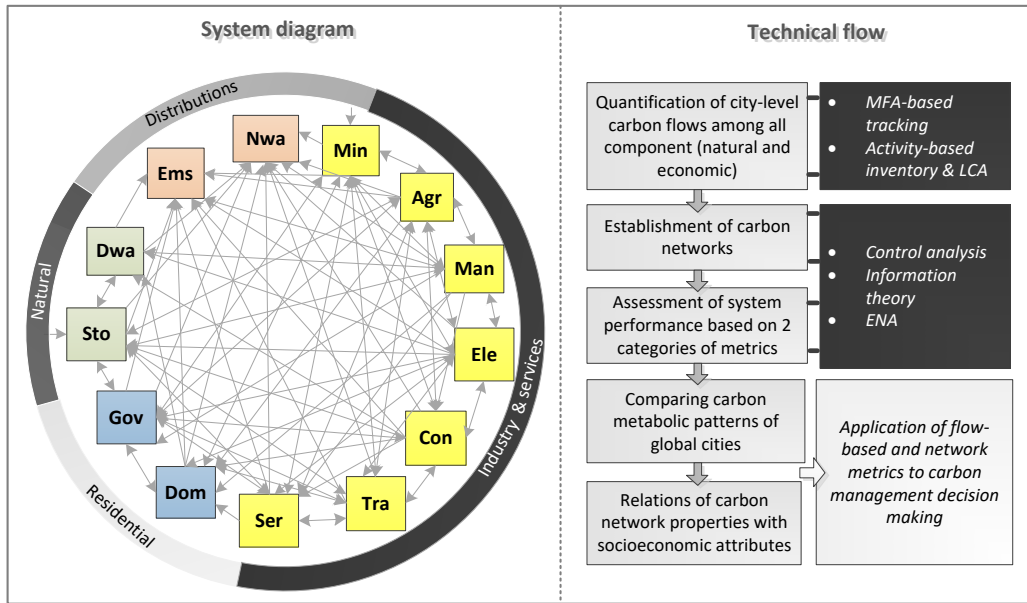 System diagram
Distributions
Natural
Residential
Industry & services
Nwa
Min
Ems
Agr
Dwa
Man
Sto
Ele
Gov
Con
Dom
Tra
Ser
Technical flow
Quantification of city-level
carbon flows among all
component (natural and
economic)
• MFA-based
tracking
• Activity-based
inventory & LCA
Establishment of carbon
networks
Assessment of system
performance based on 2
categories of metrics
• Control analysis
• Information
theory
• ENA
Comparing carbon
metabolic patterns of
global cities
Relations of carbon
network properties with
socioeconomic attributes
Application of flow-
based and network
metrics to carbon
management decision
making